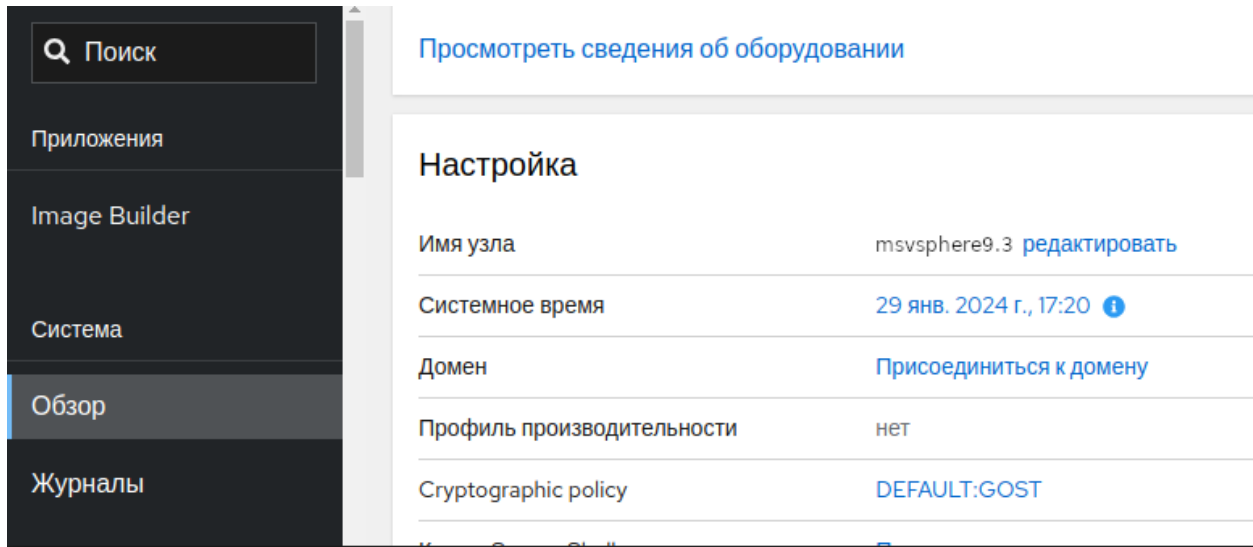 Поиск
Приложения
Image Builder
Система
Обзор
Журналы
Просмотреть сведения об оборудовании
Настройка
Имя узла msvsphere9.3 редактировать
Системное время 29 янв. 2024 г., 17:20
Домен Присоединиться к домену
Профиль производительности нет
Cryptographic policy DEFAULT:GOST